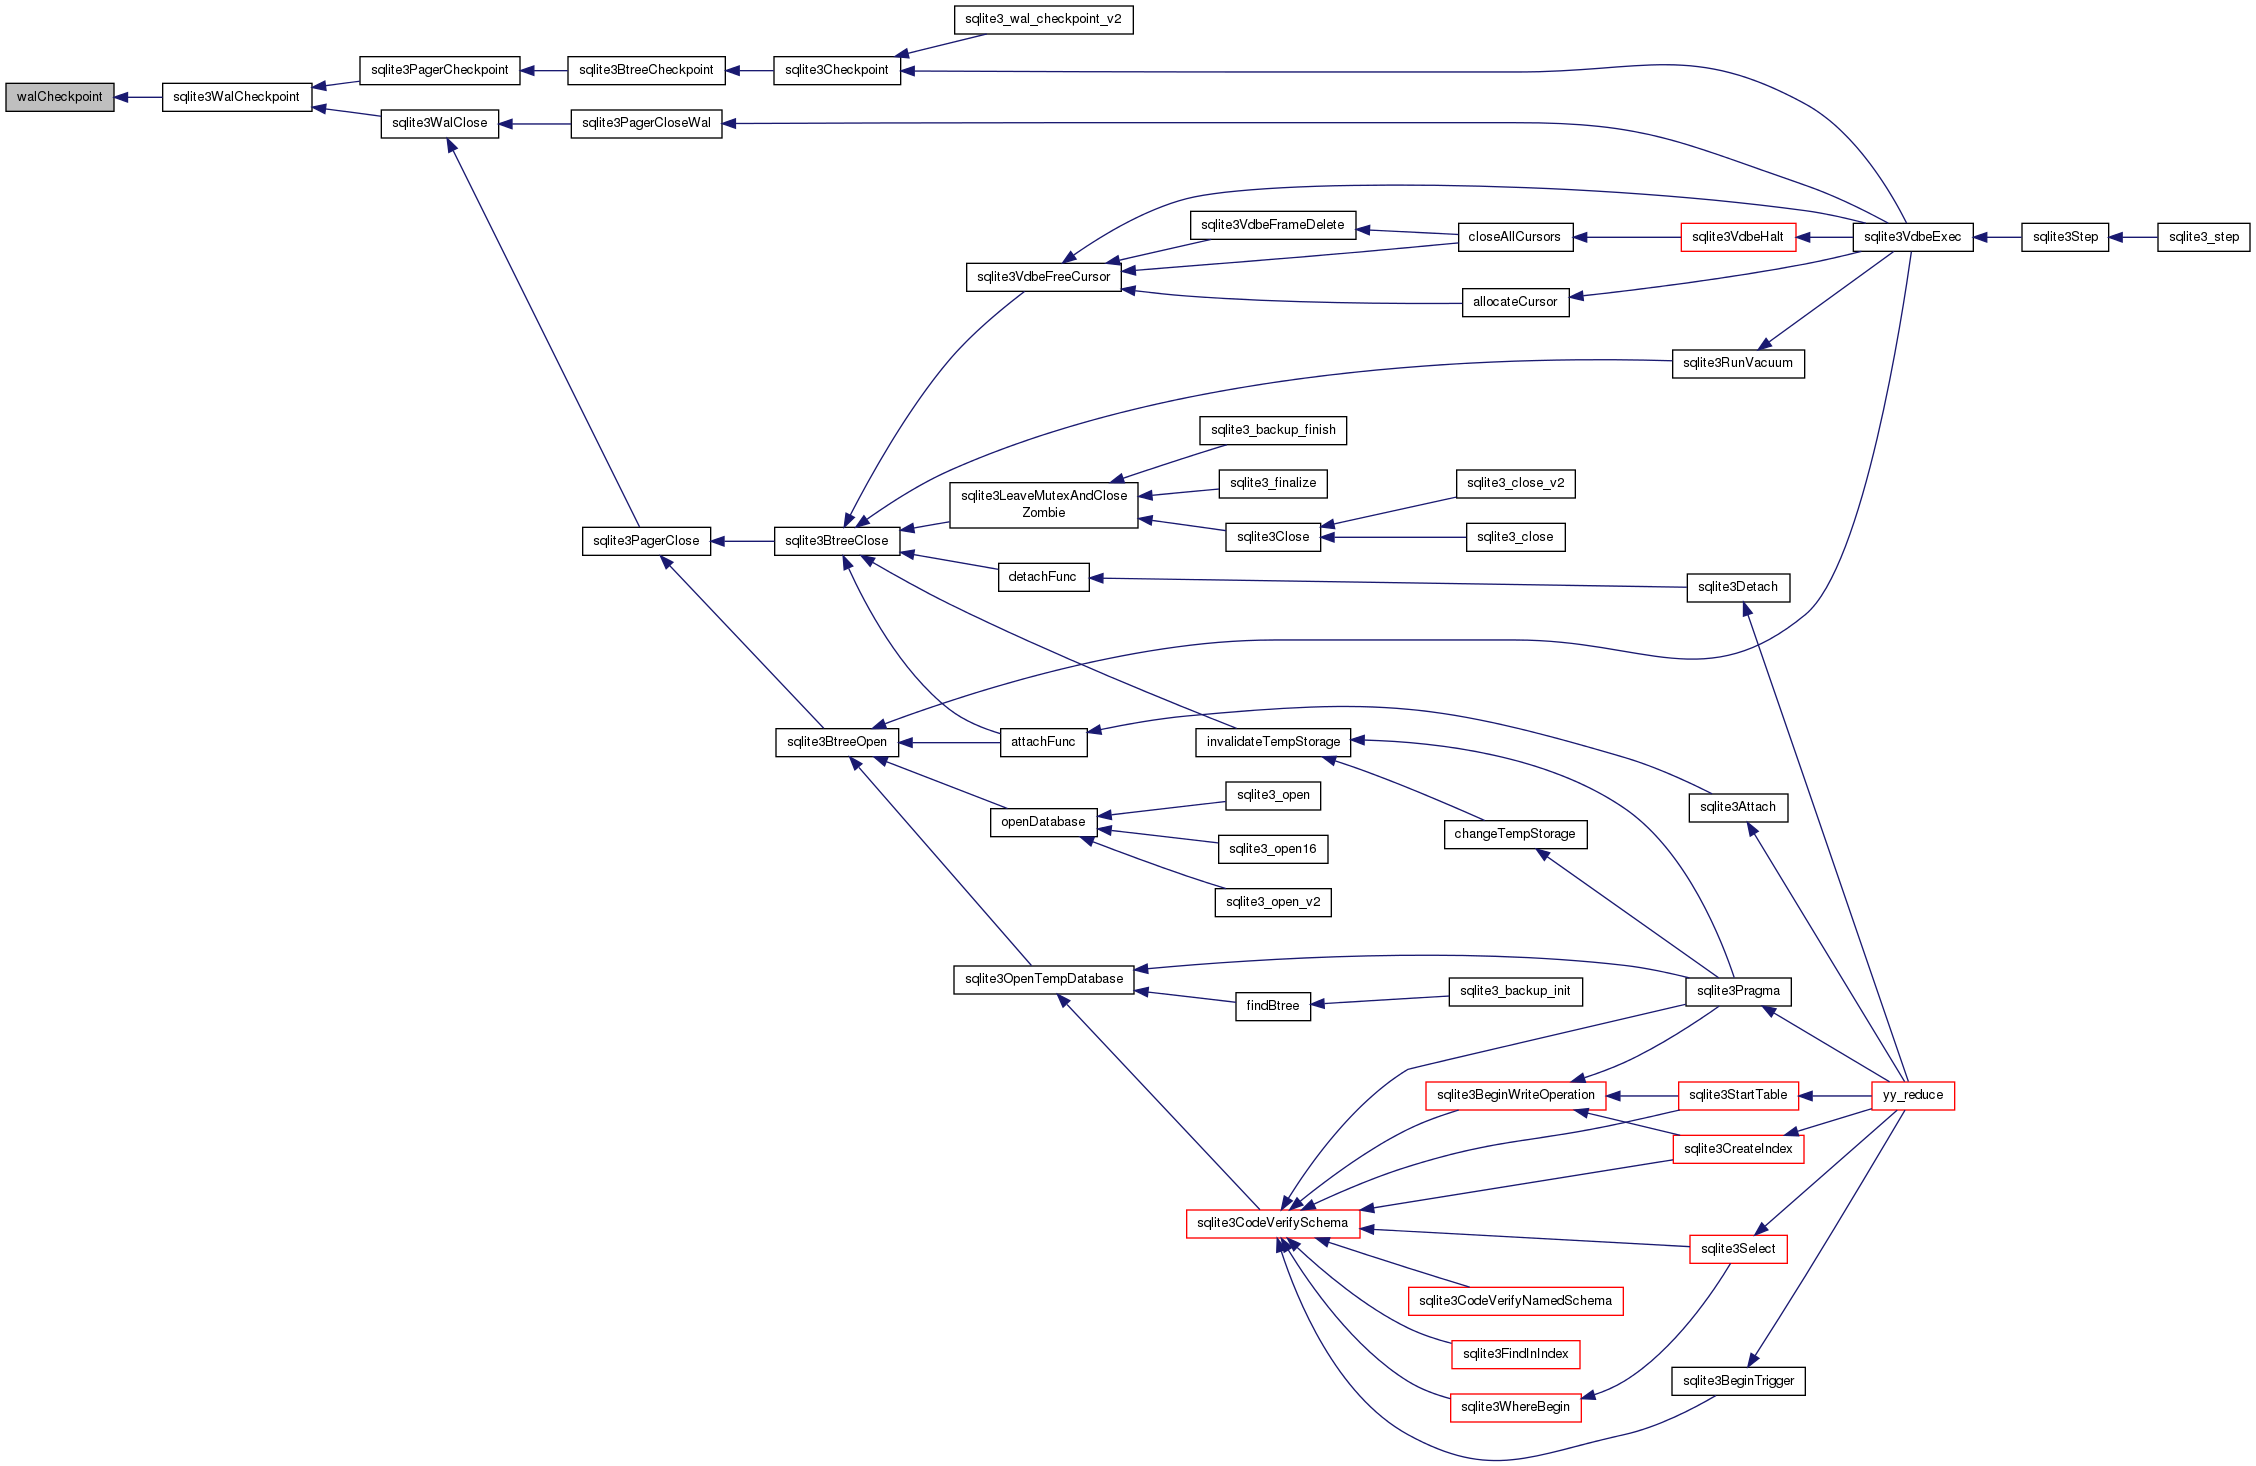 sqlite3_wal_checkpoint_v2
sqlite3PagerCheckpoint
sqlite3BtreeCheckpoint
sqlite3Checkpoint
walCheckpoint
sqlite3WalCheckpoint
sqlite3WalClose
sqlite3PagerCloseWal
sqlite3VdbeFrameDelete
closeAllCursors
sqlite3VdbeHalt
sqlite3VdbeExec
sqlite3Step
sqlite3_step
sqlite3VdbeFreeCursor
allocateCursor
sqlite3RunVacuum
sqlite3_backup_finish
sqlite3_finalize
sqlite3_close_v2
sqlite3LeaveMutexAndClose
Zombie
sqlite3PagerClose
sqlite3BtreeClose
sqlite3Close
sqlite3_close
detachFunc
sqlite3Detach
sqlite3BtreeOpen
attachFunc
invalidateTempStorage
sqlite3_open
sqlite3Attach
openDatabase
changeTempStorage
sqlite3_open16
sqlite3_open_v2
sqlite3OpenTempDatabase
findBtree
sqlite3_backup_init
sqlite3Pragma
sqlite3BeginWriteOperation
sqlite3StartTable
yy_reduce
sqlite3CreateIndex
sqlite3CodeVerifySchema
sqlite3Select
sqlite3CodeVerifyNamedSchema
sqlite3FindInIndex
sqlite3BeginTrigger
sqlite3WhereBegin